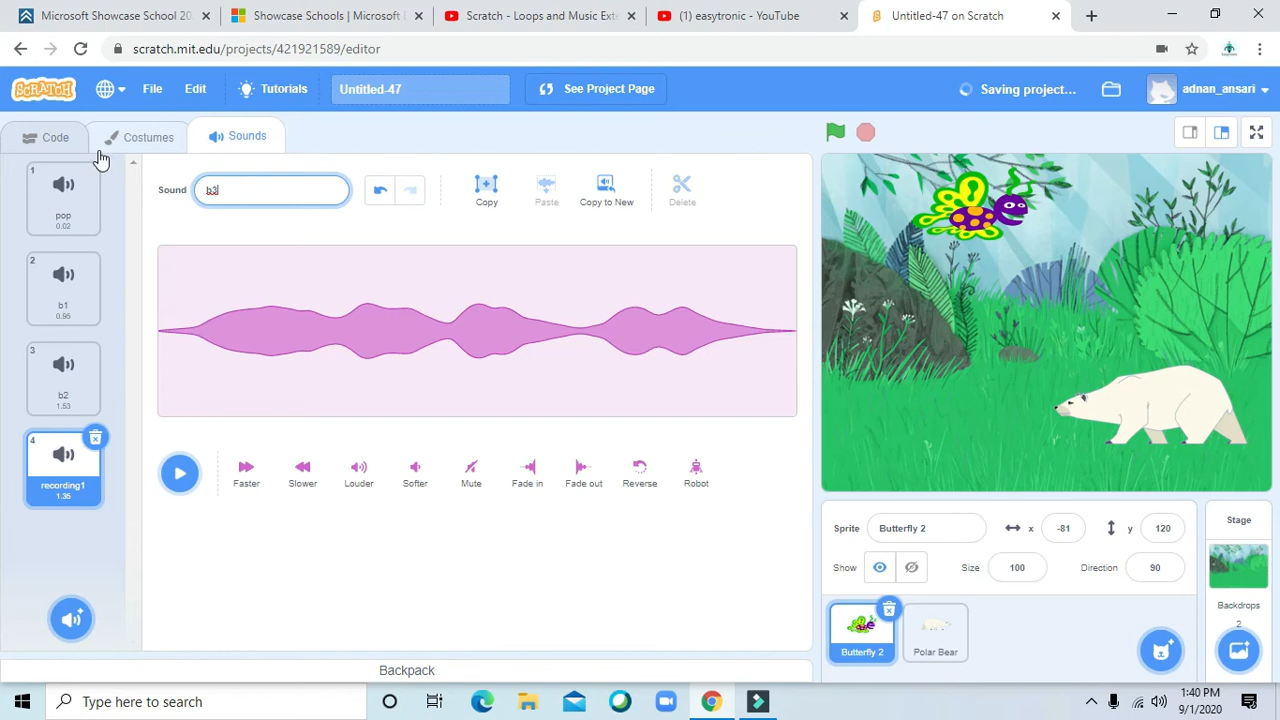 Microsoft Showcase School 20
Showcase Schools | Microsoft
Scratch - Loops and Music Ext
(1) easytronic - YouTube
Untitled-47 on Scratch
scratch.mit.edu/projects/421921589/editor
SCRATCH
File
Edit
Tutorials
Untitled-47
See Project Page
Saving project...
adnan_ansari
Code
Costumes
Sounds
1
pop
0.02
2
b1
0.95
3
b2
1.53
4
recording1
1.35
Sound
b3
Copy
Paste
Copy to New
Delete
Faster
Slower
Louder
Softer
Mute
Fade in
Fade out
Reverse
Robot
Sprite
Butterfly 2
x
-81
y
120
Show
Size
100
Direction
90
Stage
Backdrops
2
Butterfly 2
Polar Bear
Backpack
Type here to search
1:40 PM
9/1/2020